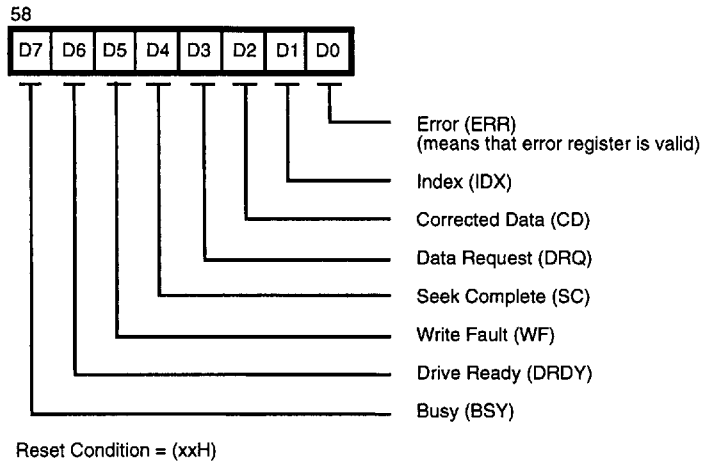 58
D7 D6 D5 D4 D3 D2 D1 D0
Error (ERR)
(means that error register is valid)
Index (IDX)
Corrected Data (CD)
Data Request (DRQ)
Seek Complete (SC)
Write Fault (WF)
Drive Ready (DRDY)
Busy (BSY)
Reset Condition = (xxH)